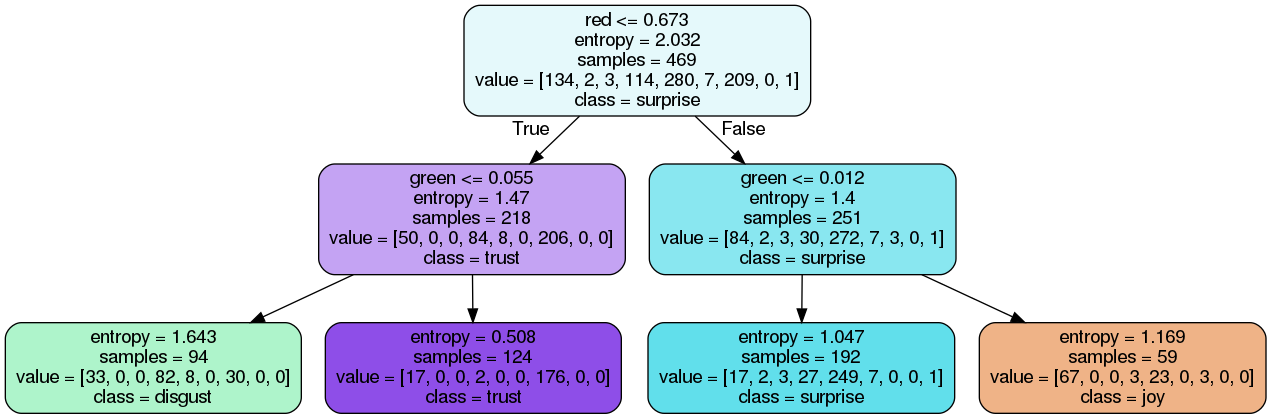 red <= 0.673
entropy = 2.032
samples = 469
value = [134, 2, 3, 114, 280, 7, 209, 0, 1]
class = surprise
True
False
green <= 0.055
entropy = 1.47
samples = 218
value = [50, 0, 0, 84, 8, 0, 206, 0, 0]
class = trust
green <= 0.012
entropy = 1.4
samples = 251
value = [84, 2, 3, 30, 272, 7, 3, 0, 1]
class = surprise
entropy = 1.643
samples = 94
value = [33, 0, 0, 82, 8, 0, 30, 0, 0]
class = disgust
entropy = 0.508
samples = 124
value = [17, 0, 0, 2, 0, 0, 176, 0, 0]
class = trust
entropy = 1.047
samples = 192
value = [17, 2, 3, 27, 249, 7, 0, 0, 1]
class = surprise
entropy = 1.169
samples = 59
value = [67, 0, 0, 3, 23, 0, 3, 0, 0]
class = joy